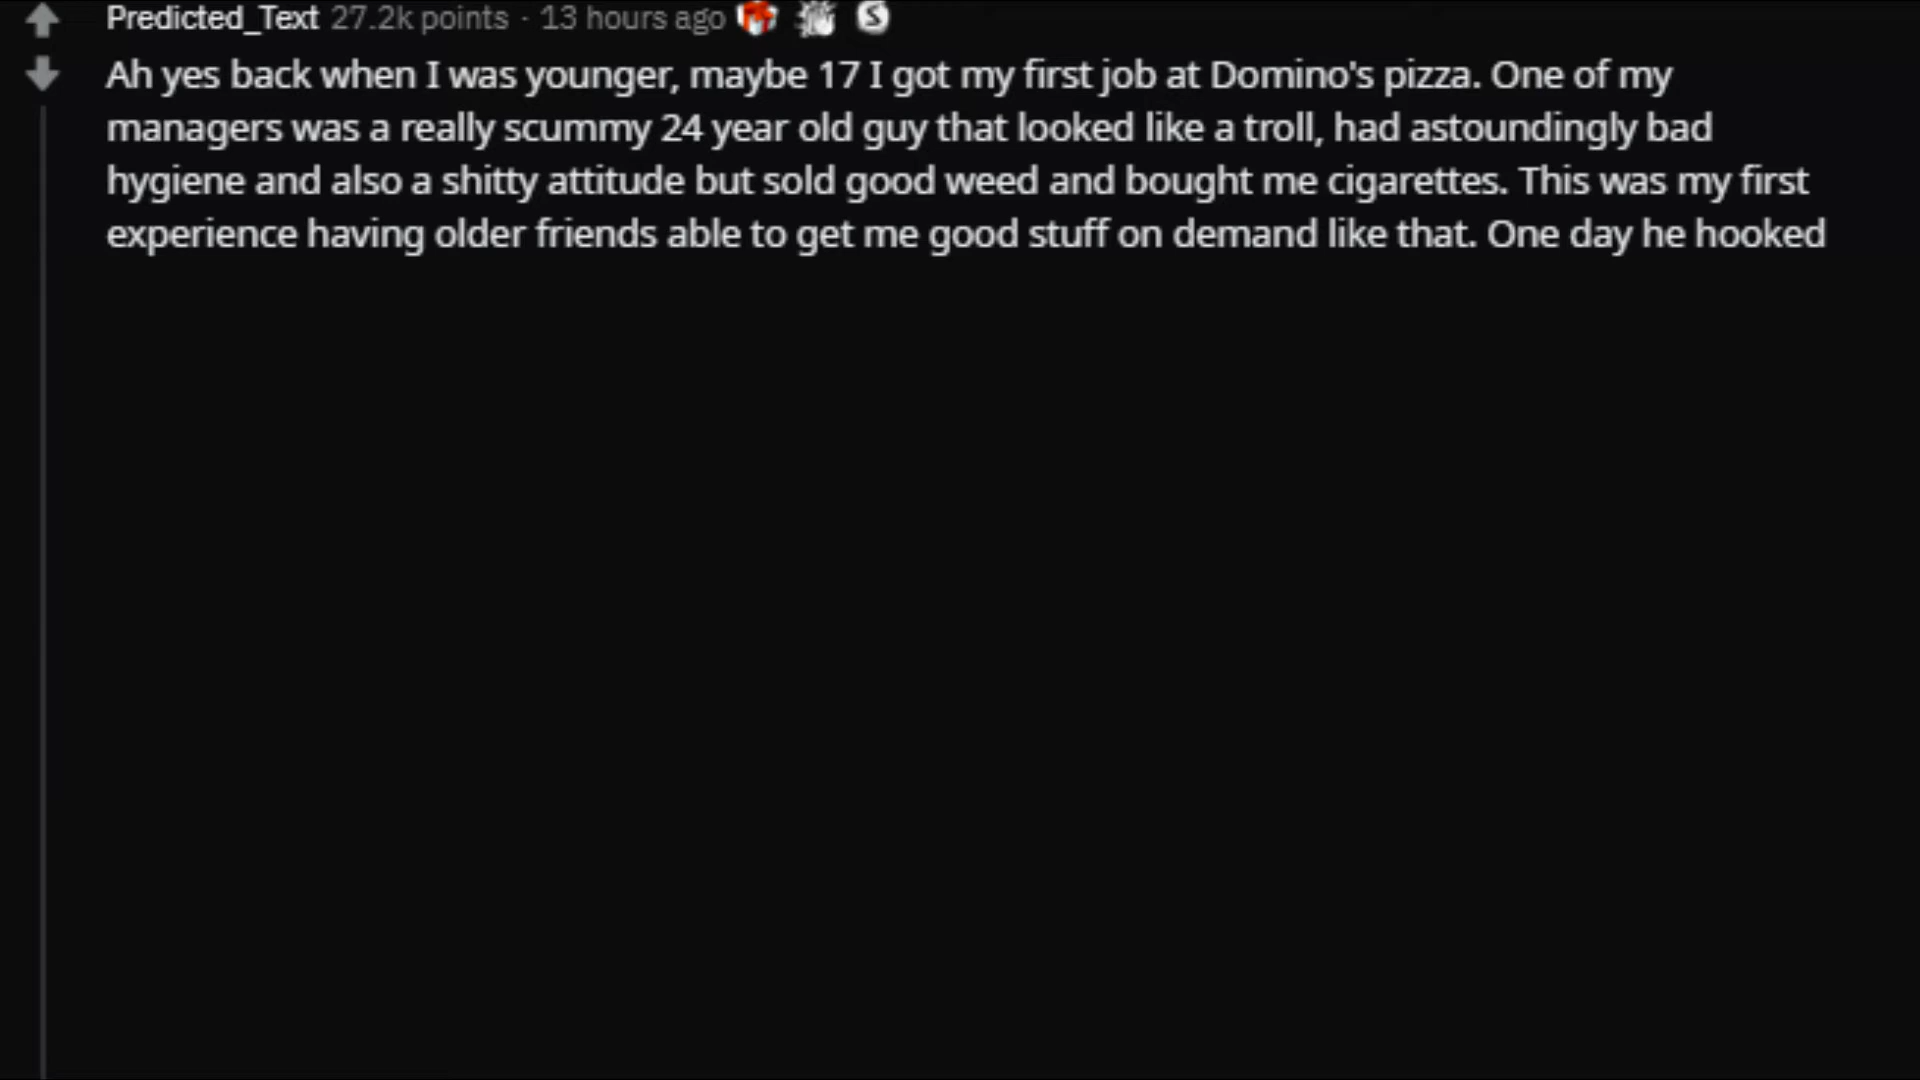 Predicted_Text 27.2k points · 13 hours ago
Ah yes back when I was younger, maybe 17 I got my first job at Domino's pizza. One of my
managers was a really scummy 24 year old guy that looked like a troll, had astoundingly bad
hygiene and also a shitty attitude but sold good weed and bought me cigarettes. This was my first
experience having older friends able to get me good stuff on demand like that. One day he hooked